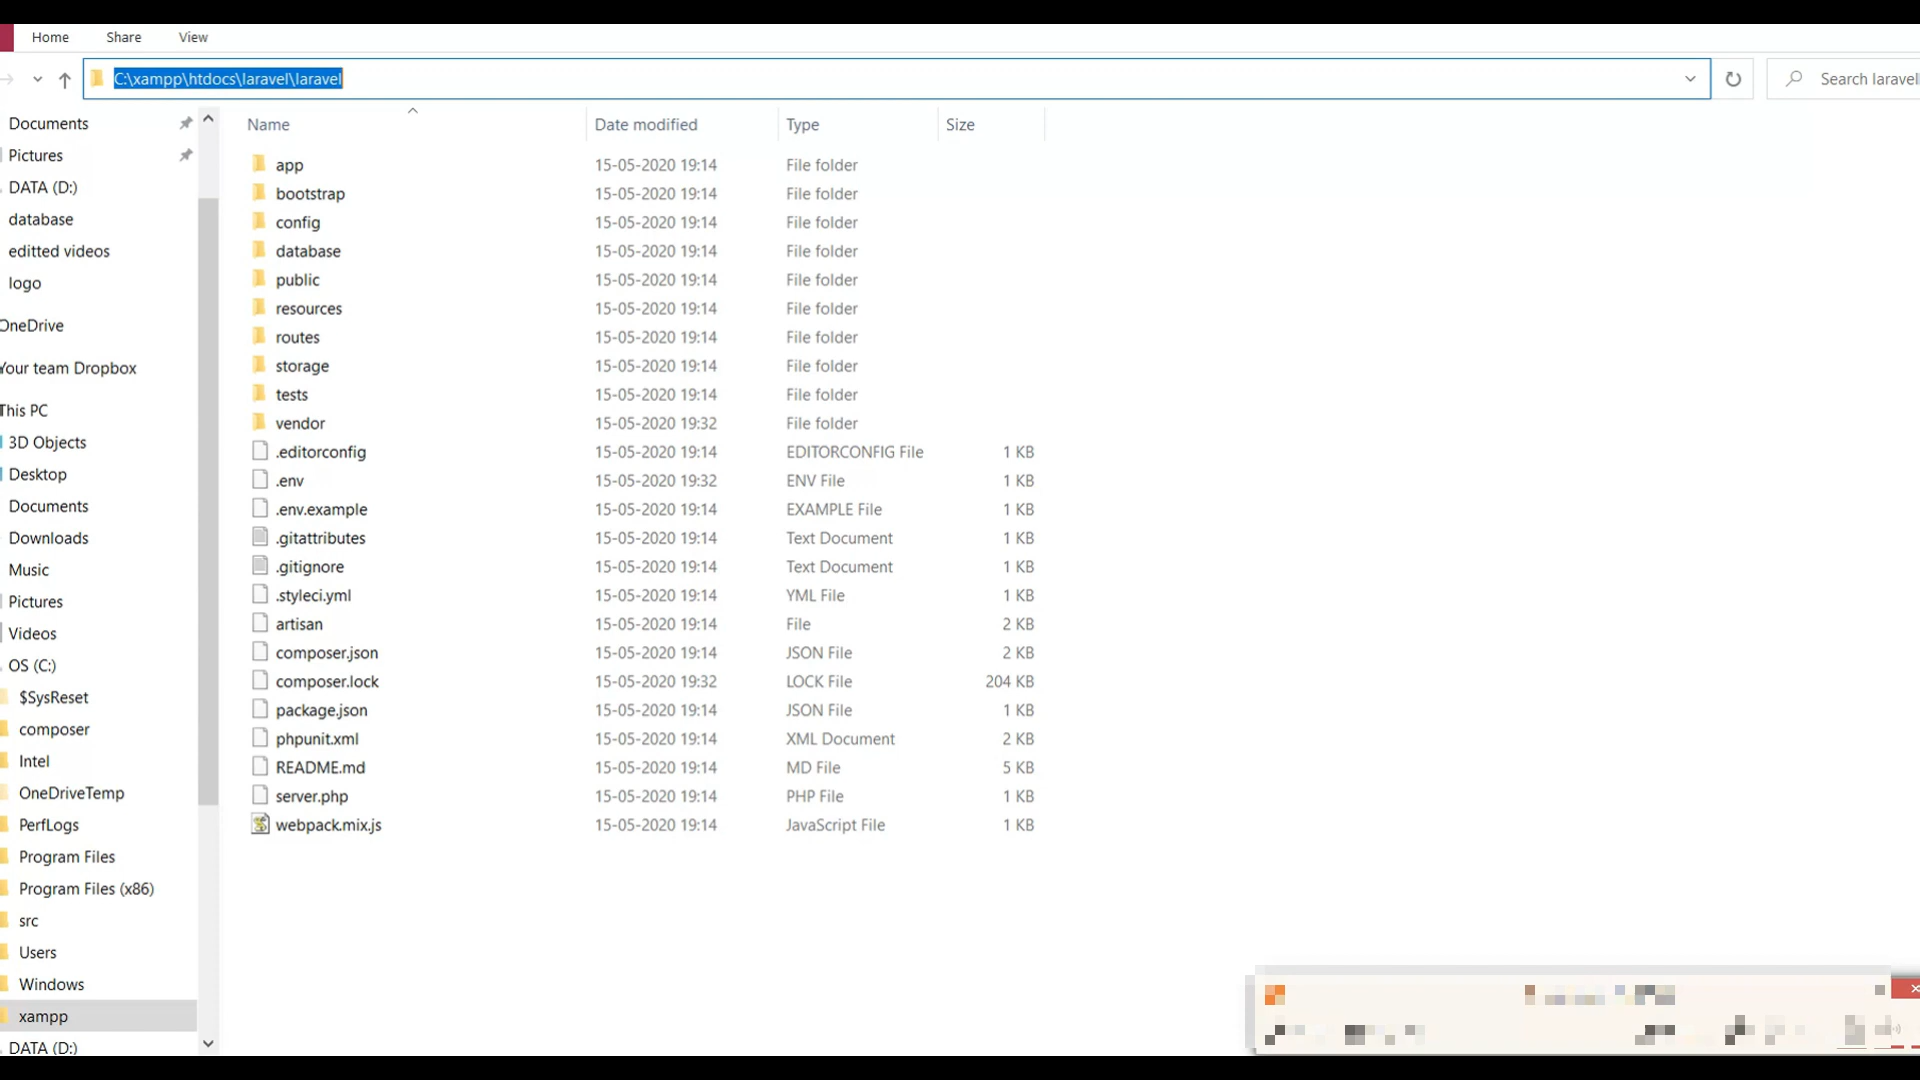 Home Share View
C:\xampp\htdocs\laravel\laravel
Search laravel
Name Date modified Type Size
Documents
Pictures
DATA (D:)
database
editted videos
logo
OneDrive
Your team Dropbox
This PC
3D Objects
Desktop
Documents
Downloads
Music
Pictures
Videos
OS (C:)
$SysReset
composer
Intel
OneDriveTemp
PerfLogs
Program Files
Program Files (x86)
src
Users
Windows
xampp
DATA (D:)
app 15-05-2020 19:14 File folder
bootstrap 15-05-2020 19:14 File folder
config 15-05-2020 19:14 File folder
database 15-05-2020 19:14 File folder
public 15-05-2020 19:14 File folder
resources 15-05-2020 19:14 File folder
routes 15-05-2020 19:14 File folder
storage 15-05-2020 19:14 File folder
tests 15-05-2020 19:14 File folder
vendor 15-05-2020 19:32 File folder
.editorconfig 15-05-2020 19:14 EDITORCONFIG File 1 KB
.env 15-05-2020 19:32 ENV File 1 KB
.env.example 15-05-2020 19:14 EXAMPLE File 1 KB
.gitattributes 15-05-2020 19:14 Text Document 1 KB
.gitignore 15-05-2020 19:14 Text Document 1 KB
.styleci.yml 15-05-2020 19:14 YML File 1 KB
artisan 15-05-2020 19:14 File 2 KB
composer.json 15-05-2020 19:14 JSON File 2 KB
composer.lock 15-05-2020 19:32 LOCK File 204 KB
package.json 15-05-2020 19:14 JSON File 1 KB
phpunit.xml 15-05-2020 19:14 XML Document 2 KB
README.md 15-05-2020 19:14 MD File 5 KB
server.php 15-05-2020 19:14 PHP File 1 KB
webpack.mix.js 15-05-2020 19:14 JavaScript File 1 KB